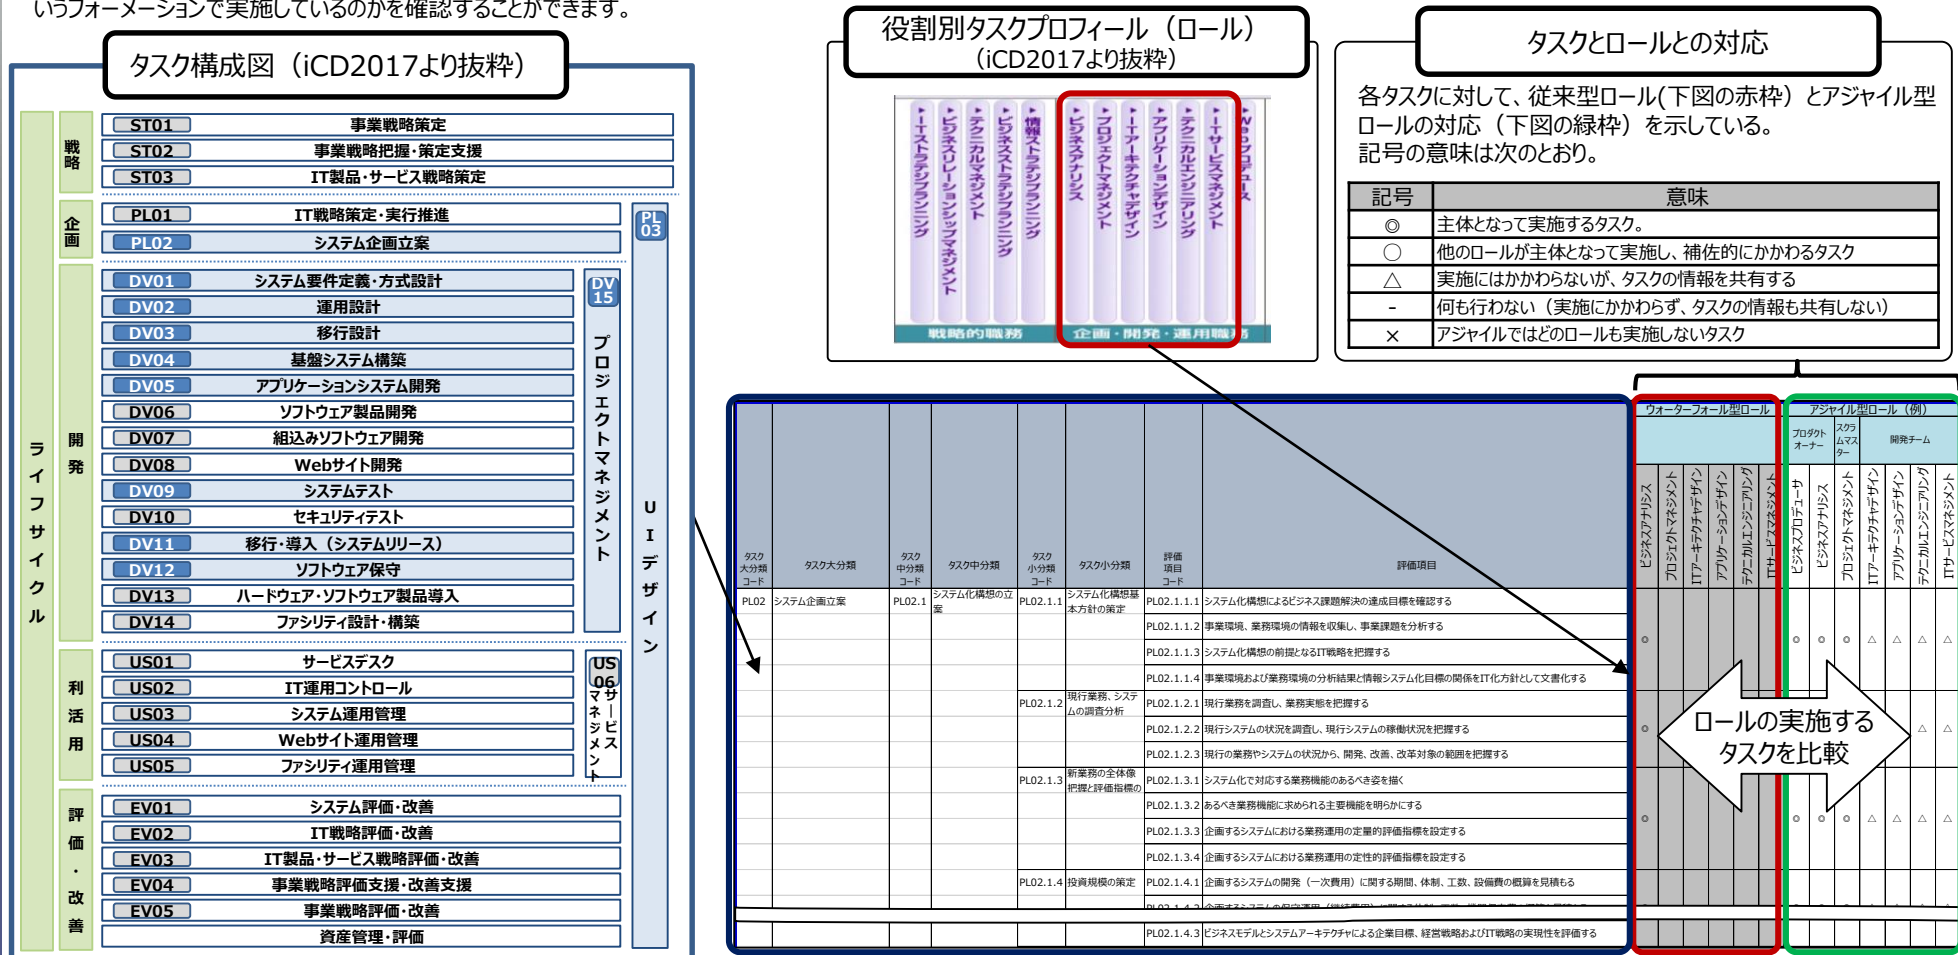 いうフォーメーションで実施しているのかを確認することができます。
タスク構成図（iCD2017より抜粋）
ライフサイクル
戦略
ST01 事業戦略策定
ST02 事業戦略把握・策定支援
ST03 IT製品・サービス戦略策定
企画
PL01 IT戦略策定・実行推進
PL02 システム企画立案
PL03
UIデザイン
開発
DV01 システム要件定義・方式設計
DV02 運用設計
DV03 移行設計
DV04 基盤システム構築
DV05 アプリケーションシステム開発
DV06 ソフトウェア製品開発
DV07 組込みソフトウェア開発
DV08 Webサイト開発
DV09 システムテスト
DV10 セキュリティテスト
DV11 移行・導入（システムリリース）
DV12 ソフトウェア保守
DV13 ハードウェア・ソフトウェア製品導入
DV14 ファシリティ設計・構築
DV15
プロジェクトマネジメント
利活用
US01 サービスデスク
US02 IT運用コントロール
US03 システム運用管理
US04 Webサイト運用管理
US05 ファシリティ運用管理
US06
サービスマネジメント
評価・改善
EV01 システム評価・改善
EV02 IT戦略評価・改善
EV03 IT製品・サービス戦略評価・改善
EV04 事業戦略評価支援・改善支援
EV05 事業戦略評価・改善
資産管理・評価
役割別タスクプロフィール（ロール）
（iCD2017より抜粋）
ITストラテジプランニング
ビジネスリレーションシップマネジメント
テクニカルマネジメント
ビジネスストラテジプランニング
情報ストラテジプランニング
ビジネスアナリシス
プロジェクトマネジメント
ITアーキテクチャデザイン
アプリケーションデザイン
テクニカルエンジニアリング
ITサービスマネジメント
Webプロデュース
戦略的職務
企画・開発・運用職務
タスクとロールとの対応
各タスクに対して、従来型ロール(下図の赤枠）とアジャイル型
ロールの対応（下図の緑枠）を示している。
記号の意味は次のとおり。
記号 意味
◎ 主体となって実施するタスク。
○ 他のロールが主体となって実施し、補佐的にかかわるタスク
△ 実施にはかかわらないが、タスクの情報を共有する
- 何も行わない（実施にかかわらず、タスクの情報も共有しない）
× アジャイルではどのロールも実施しないタスク
ウォーターフォール型ロール
アジャイル型ロール（例）
プロダクトオーナー
スクラムマスター
開発チーム
タスク大分類コード
タスク大分類
タスク中分類コード
タスク中分類
タスク小分類コード
タスク小分類
評価項目コード
評価項目
ビジネスアナリシス
プロジェクトマネジメント
ITアーキテクチャデザイン
アプリケーションデザイン
テクニカルエンジニアリング
ITサービスマネジメント
ビジネスプロデューサ
ビジネスアナリシス
プロジェクトマネジメント
ITアーキテクチャデザイン
アプリケーションデザイン
テクニカルエンジニアリング
ITサービスマネジメント
PL02 システム企画立案 PL02.1 システム化構想の立案 PL02.1.1 システム化構想基本方針の策定 PL02.1.1.1 システム化構想によるビジネス課題解決の達成目標を確認する
PL02.1.1.2 事業環境、業務環境の情報を収集し、事業課題を分析する
◎ ◎ ◎ ◎ △ △ △ △
PL02.1.1.3 システム化構想の前提となるIT戦略を把握する
PL02.1.1.4 事業環境および業務環境の分析結果と情報システム化目標の関係をIT化方針として文書化する
PL02.1.2 現行業務、システムの調査分析 PL02.1.2.1 現行業務を調査し、業務実態を把握する
PL02.1.2.2 現行システムの状況を調査し、現行システムの稼働状況を把握する ◎ △ △
PL02.1.2.3 現行の業務やシステムの状況から、開発、改善、改革対象の範囲を把握する
PL02.1.3 新業務の全体像把握と評価指標の PL02.1.3.1 システム化で対応する業務機能のあるべき姿を描く
PL02.1.3.2 あるべき業務機能に求められる主要機能を明らかにする
◎ ◎ ◎ ◎ △ △ △ △
PL02.1.3.3 企画するシステムにおける業務運用の定量的評価指標を設定する
PL02.1.3.4 企画するシステムにおける業務運用の定性的評価指標を設定する
PL02.1.4 投資規模の策定 PL02.1.4.1 企画するシステムの開発（一次費用）に関する期間、体制、工数、設備費の概算を見積もる
PL02.1.4.3 ビジネスモデルとシステムアーキテクチャによる企業目標、経営戦略およびIT戦略の実現性を評価する
ロールの実施する
タスクを比較